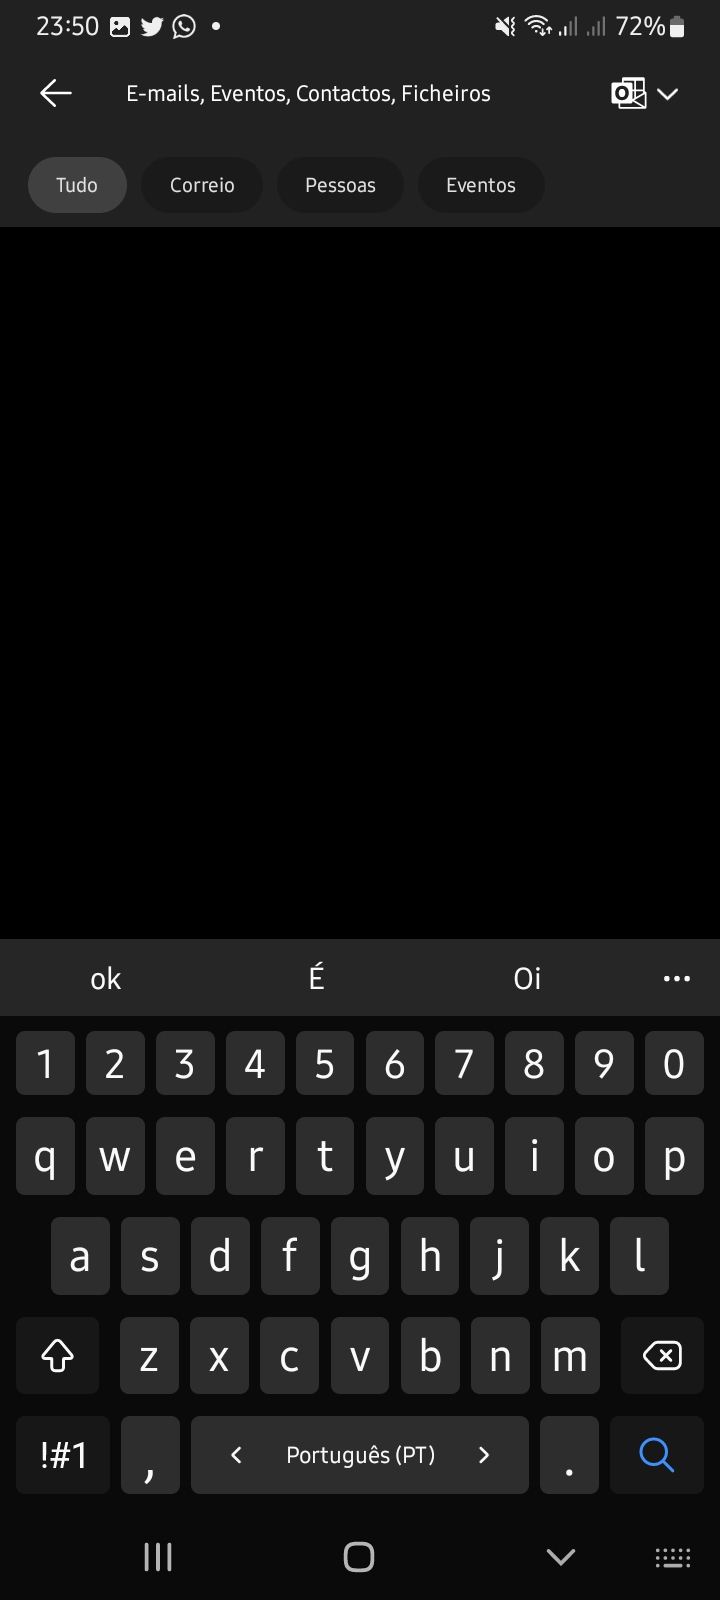 23:50 72%
E-mails, Eventos, Contactos, Ficheiros
Tudo Correio Pessoas Eventos
ok É Oi
1 2 3 4 5 6 7 8 9 0
q w e r t y u i o p
a s d f g h j k l
z x c v b n m
!#1 , Português (PT) .